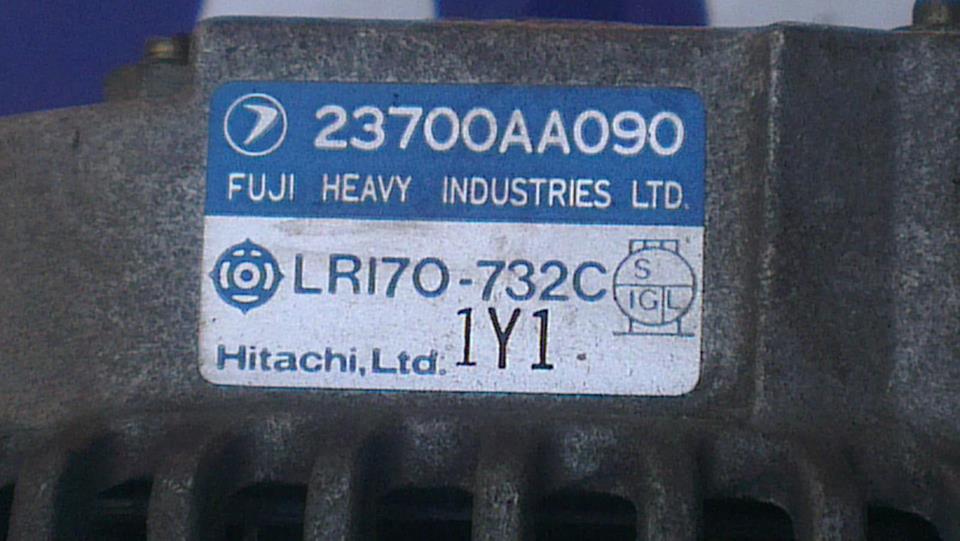 23700AA090
FUJI HEAVY INDUSTRIES LTD.
LR170-732C
S
IG L
1Y1
Hitachi, Ltd.